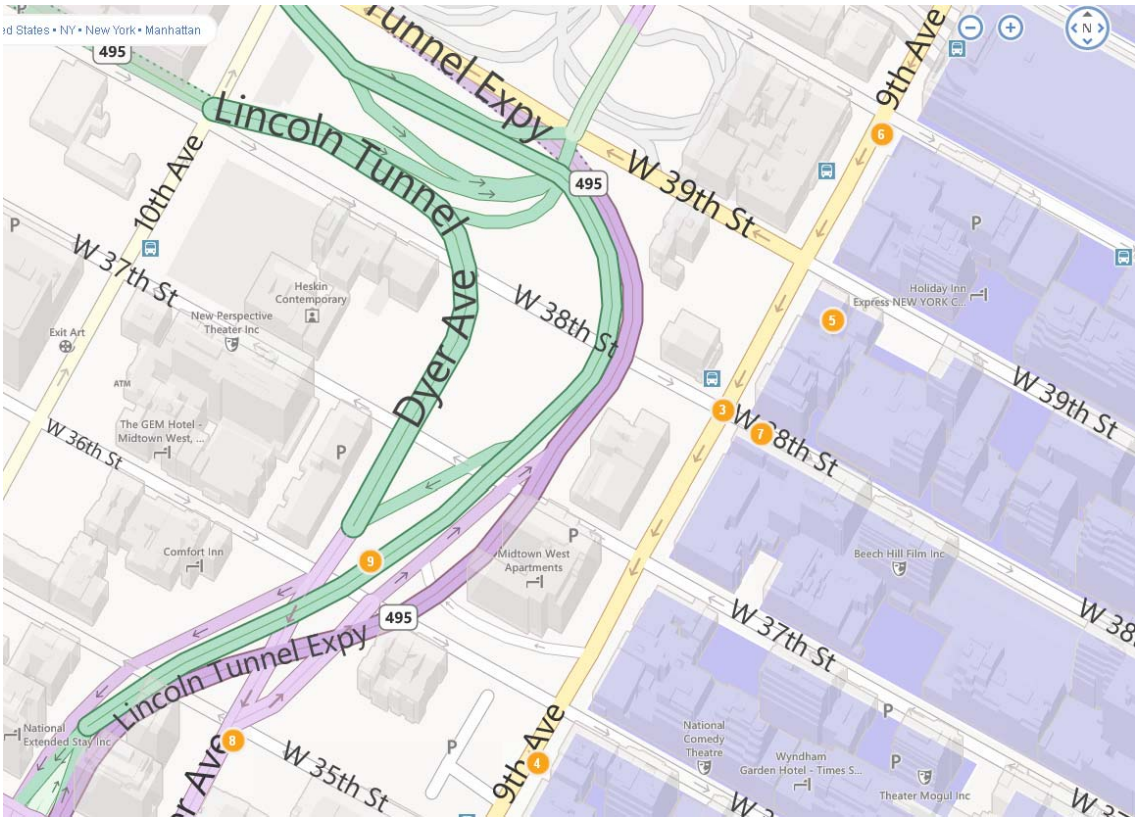 ed States • NY • New York • Manhattan
495
Tunnel Expy
9th Ave
N
6
Lincoln Tunnel
10th Ave
495
W 39th St
P
P
W 37th St
Heskin
Contemporary
New Perspective
Theater Inc
Exit Art
Dyer Ave
W 38th St
Holiday Inn
Express NEW YORK C...
5
W 39th St
ATM
The GEM Hotel -
Midtown West, ...
W 36th St
P
3
7
W 38th St
Comfort Inn
9
P
Midtown West
Apartments
Beech Hill Film Inc
495
W 37th St
W 38
Lincoln Tunnel Expy
National
Extended Stay Inc
8
er Ave
W 35th St
P
9th Ave
4
National
Comedy
Theatre
P
Wyndham
Garden Hotel - Times S...
P
Theater Mogul Inc
W 3
W 37